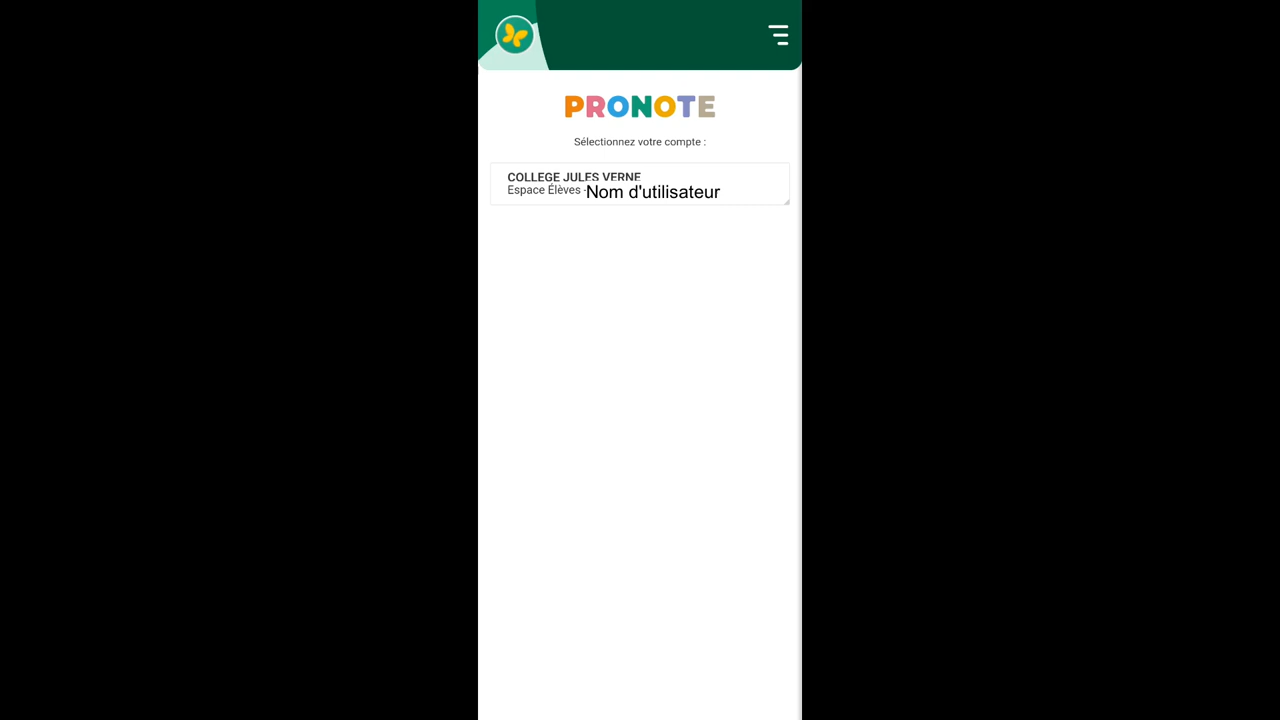 PRONOTE
Sélectionnez votre compte :
COLLEGE JULES VERNE
Espace Élèves - Nom d'utilisateur